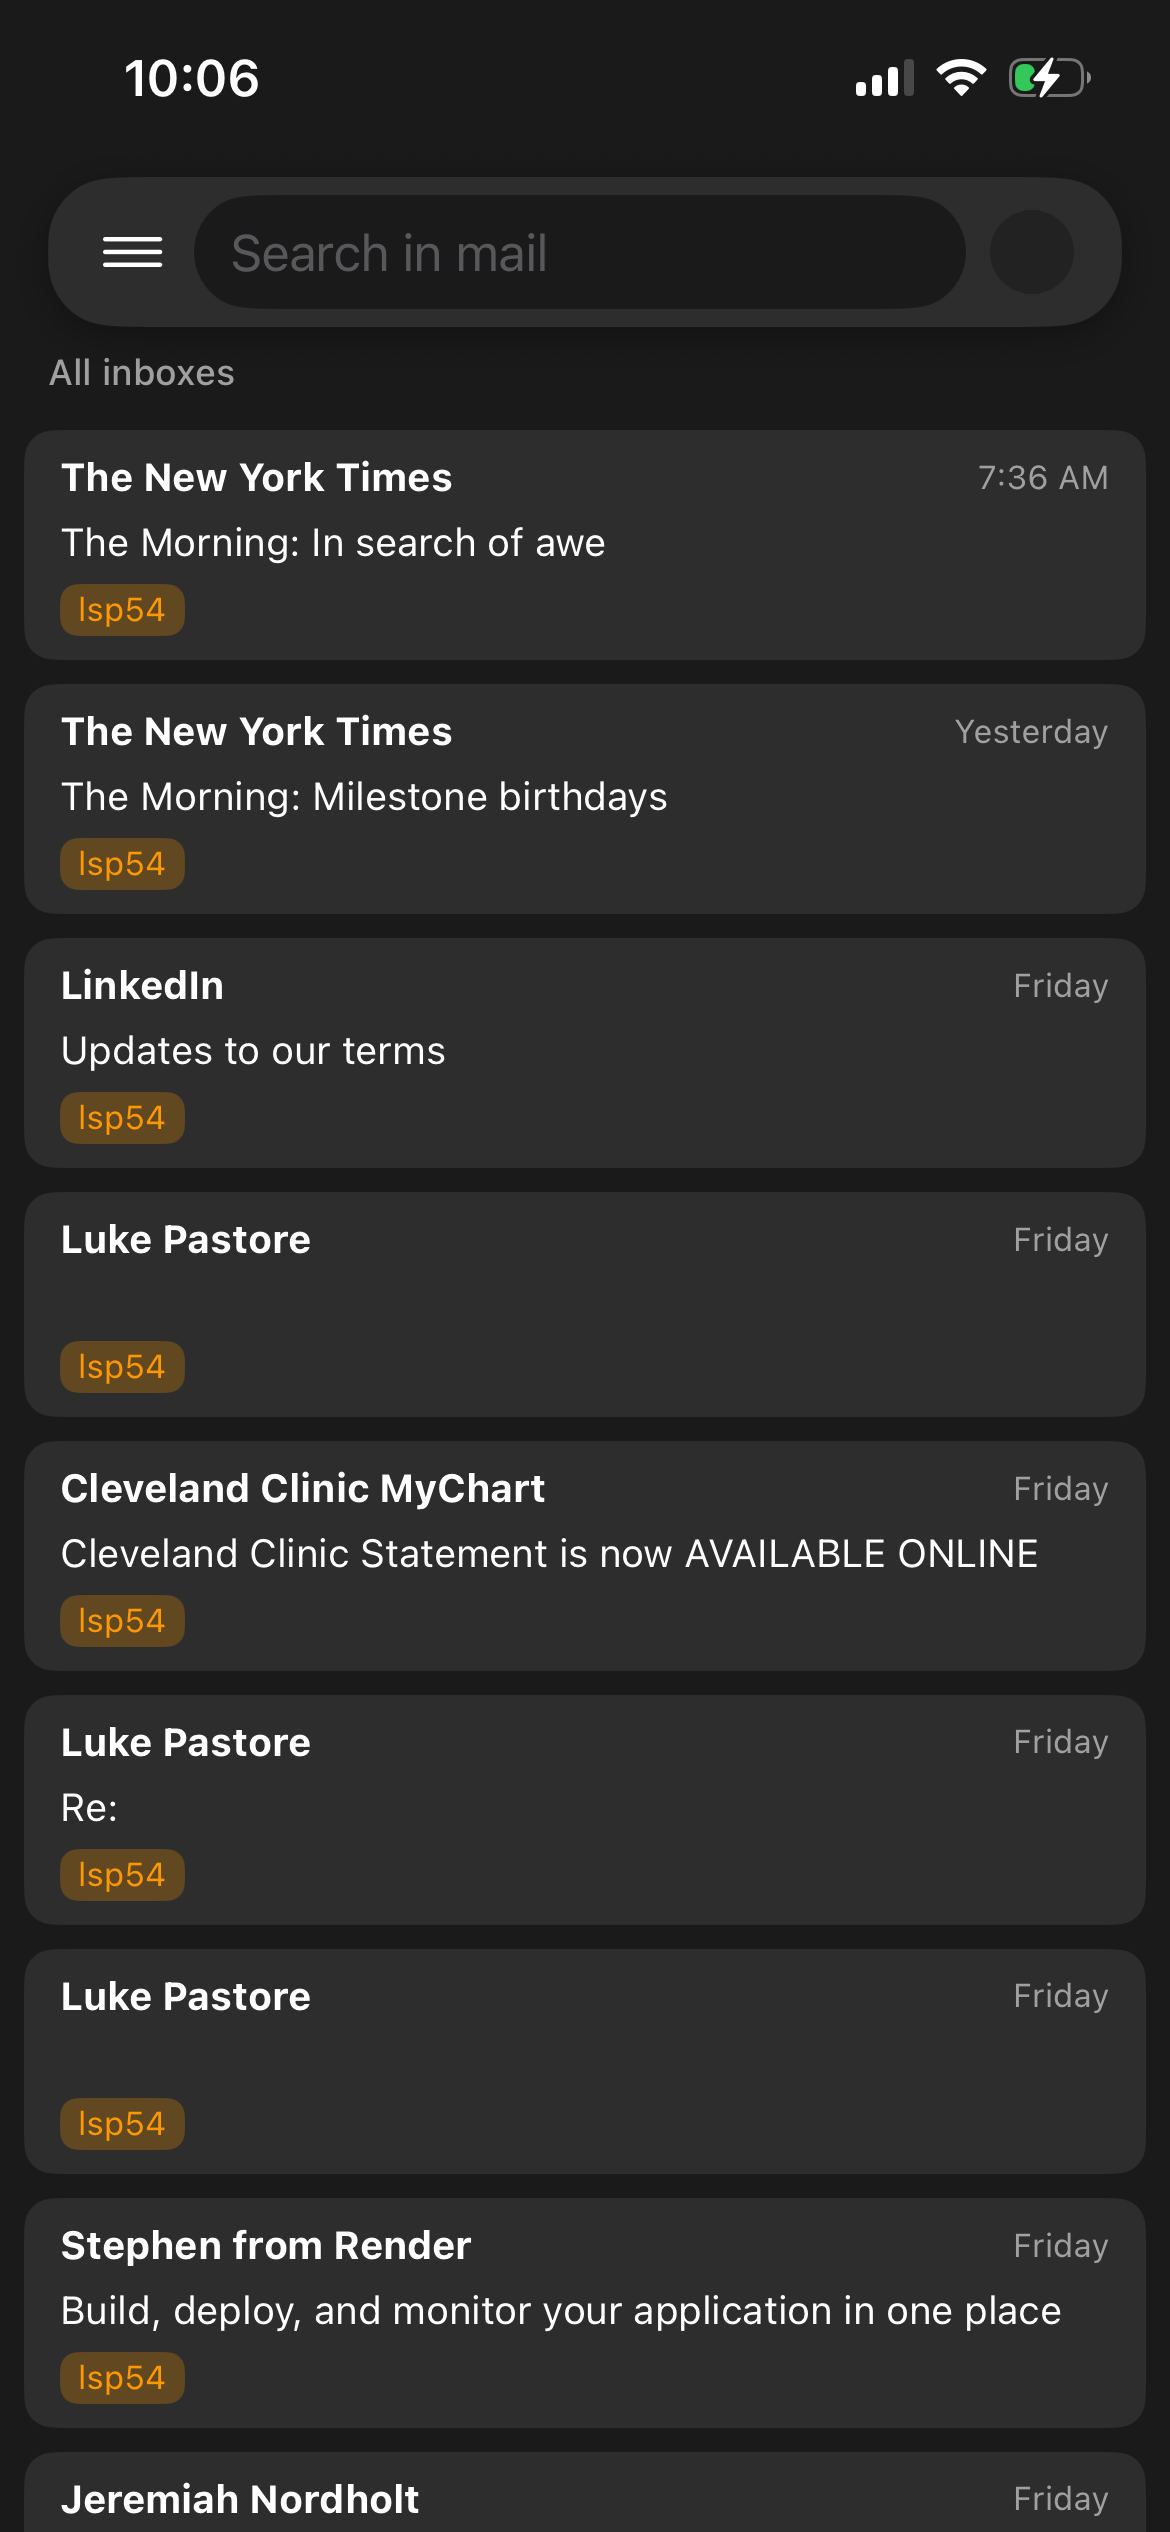 10:06
Search in mail
All inboxes
The New York Times
7:36 AM
The Morning: In search of awe
lsp54
The New York Times
Yesterday
The Morning: Milestone birthdays
lsp54
LinkedIn
Friday
Updates to our terms
lsp54
Luke Pastore
Friday
lsp54
Cleveland Clinic MyChart
Friday
Cleveland Clinic Statement is now AVAILABLE ONLINE
lsp54
Luke Pastore
Friday
Re:
lsp54
Luke Pastore
Friday
lsp54
Stephen from Render
Friday
Build, deploy, and monitor your application in one place
lsp54
Jeremiah Nordholt
Friday